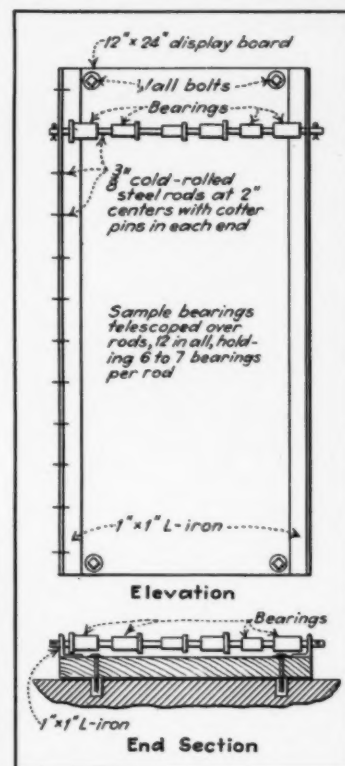 12"x 24" display board
Wall bolts
Bearings
3/8" cold-rolled
steel rods at 2"
centers with cotter
pins in each end
Sample bearings
telescoped over
rods, 12 in all, hold-
ing 6 to 7 bearings
per rod
1"x1" L-iron
Elevation
Bearings
1"x1" L-iron
End Section